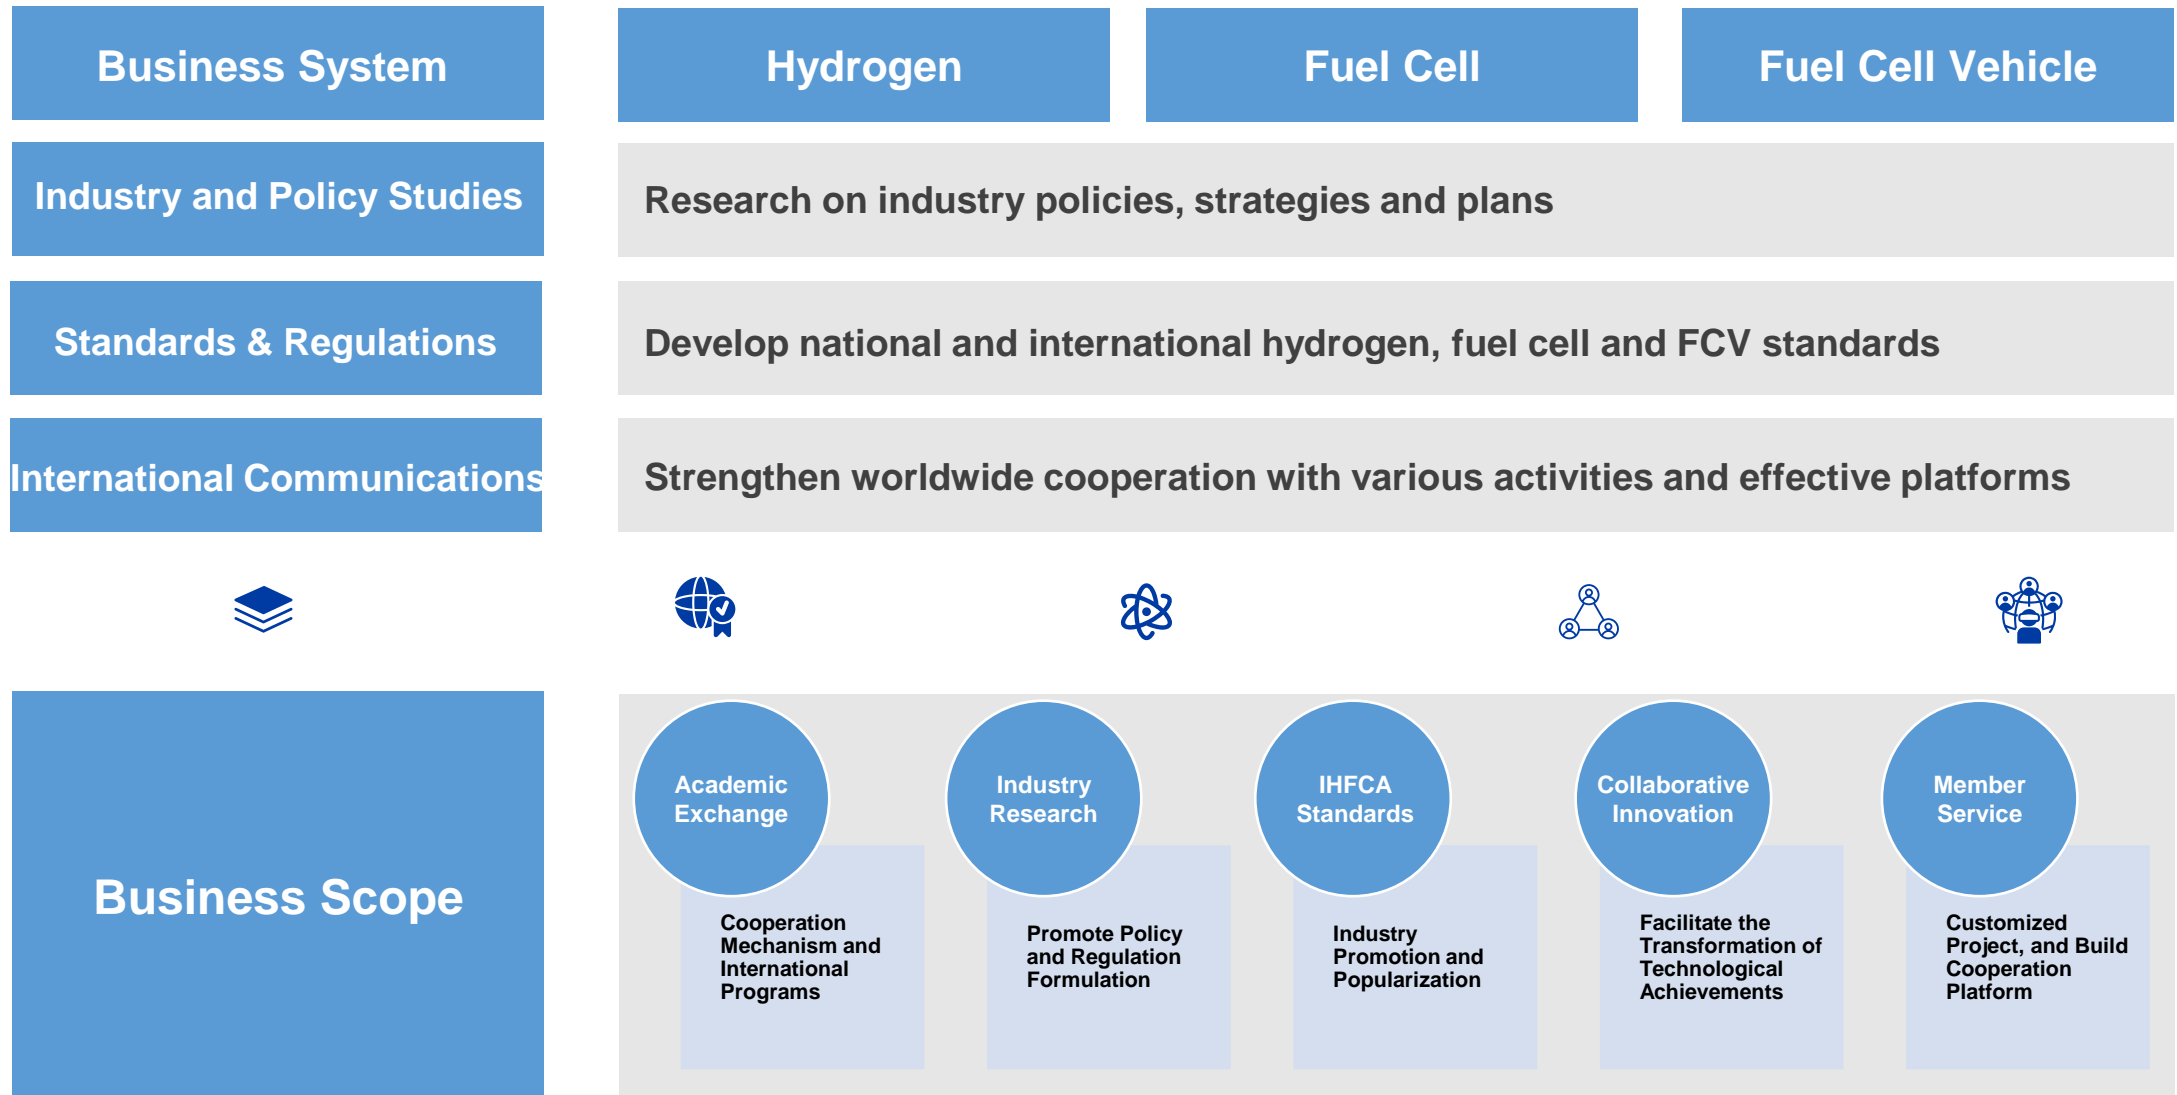 Business System
Hydrogen
Fuel Cell
Fuel Cell Vehicle
Industry and Policy Studies
Research on industry policies, strategies and plans
Standards & Regulations
Develop national and international hydrogen, fuel cell and FCV standards
International Communications
Strengthen worldwide cooperation with various activities and effective platforms
Business Scope
Academic
Exchange
Cooperation
Mechanism and
International
Programs
Industry
Research
Promote Policy
and Regulation
Formulation
IHFCA
Standards
Industry
Promotion and
Popularization
Collaborative
Innovation
Facilitate the
Transformation of
Technological
Achievements
Member
Service
Customized
Project, and Build
Cooperation
Platform